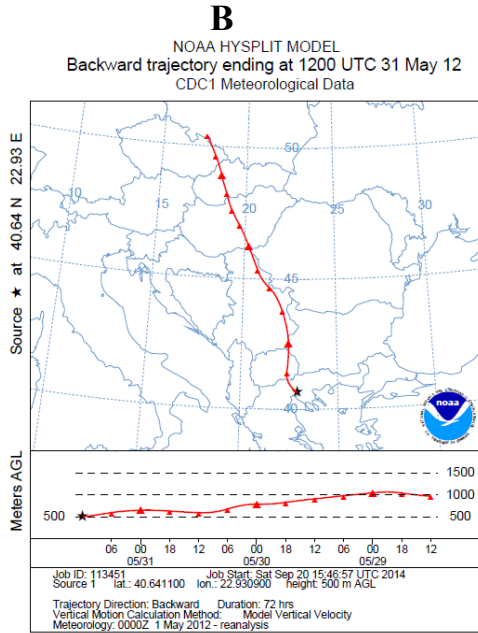 B
NOAA HYSPLIT MODEL
Backward trajectory ending at 1200 UTC 31 May 12
CDC1 Meteorological Data
Source ★ at 40.64 N 22.93 E
50
10
15
20
25
30
45
40
noaa
Meters AGL
1500
1000
500 500
06 00 18 12 06 00 18 12 06 00 18 12
05/31 05/30 05/29
Job ID: 113451 Job Start: Sat Sep 20 15:46:57 UTC 2014
Source 1 lat.: 40.641100 lon.: 22.930900 height: 500 m AGL
Trajectory Direction: Backward Duration: 72 hrs
Vertical Motion Calculation Method: Model Vertical Velocity
Meteorology: 0000Z 1 May 2012 - reanalysis